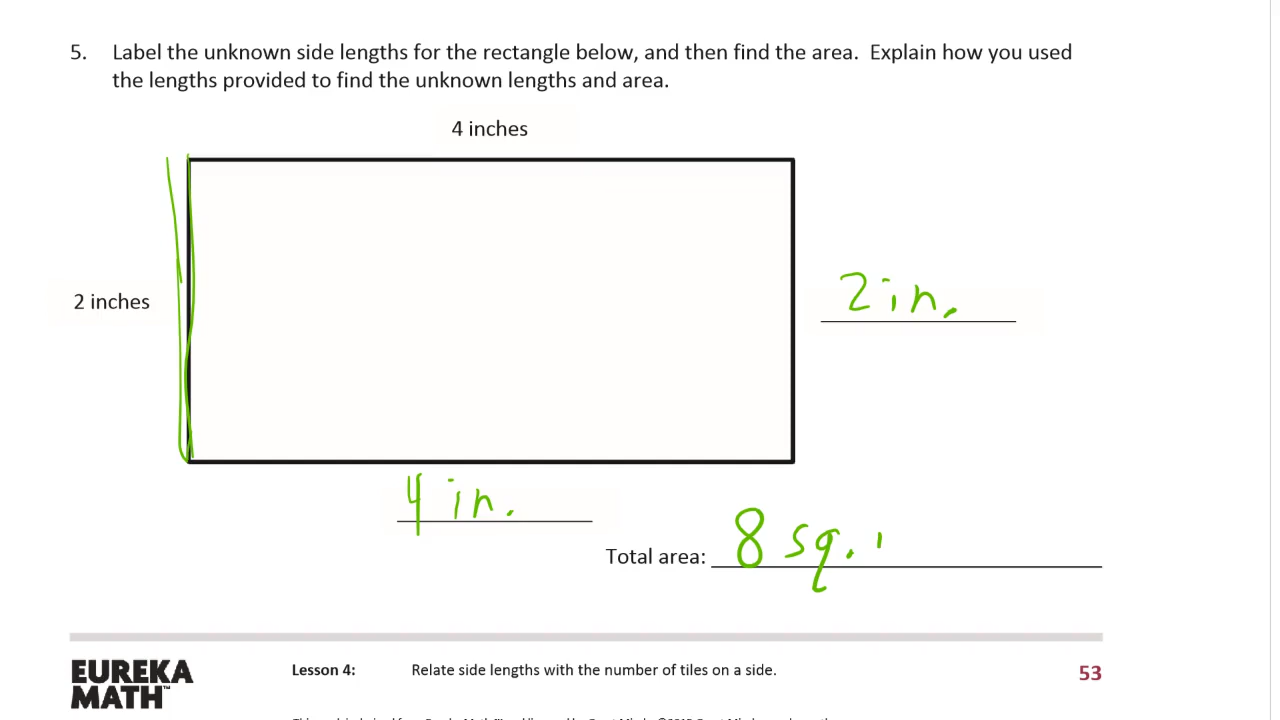 5. Label the unknown side lengths for the rectangle below, and then find the area. Explain how you used
the lengths provided to find the unknown lengths and area.
4 inches
2 inches
2 in.
4 in.
Total area: 8 sq.
EUREKA
MATH™
Lesson 4: Relate side lengths with the number of tiles on a side.
53